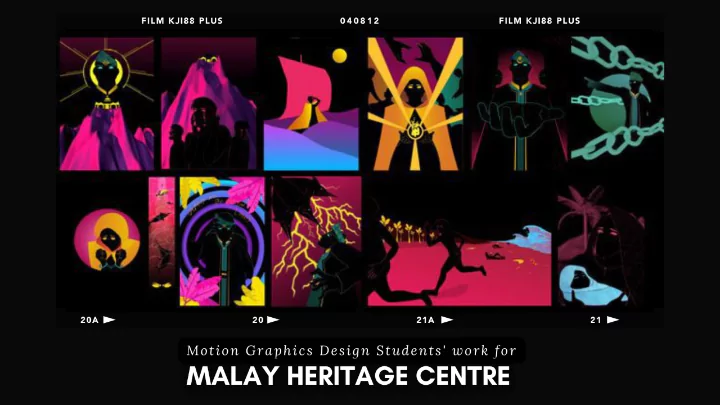 FILM KJI88 PLUS
040812
FILM KJI88 PLUS
20A
20
21A
21
Motion Graphics Design Students' work for
MALAY HERITAGE CENTRE